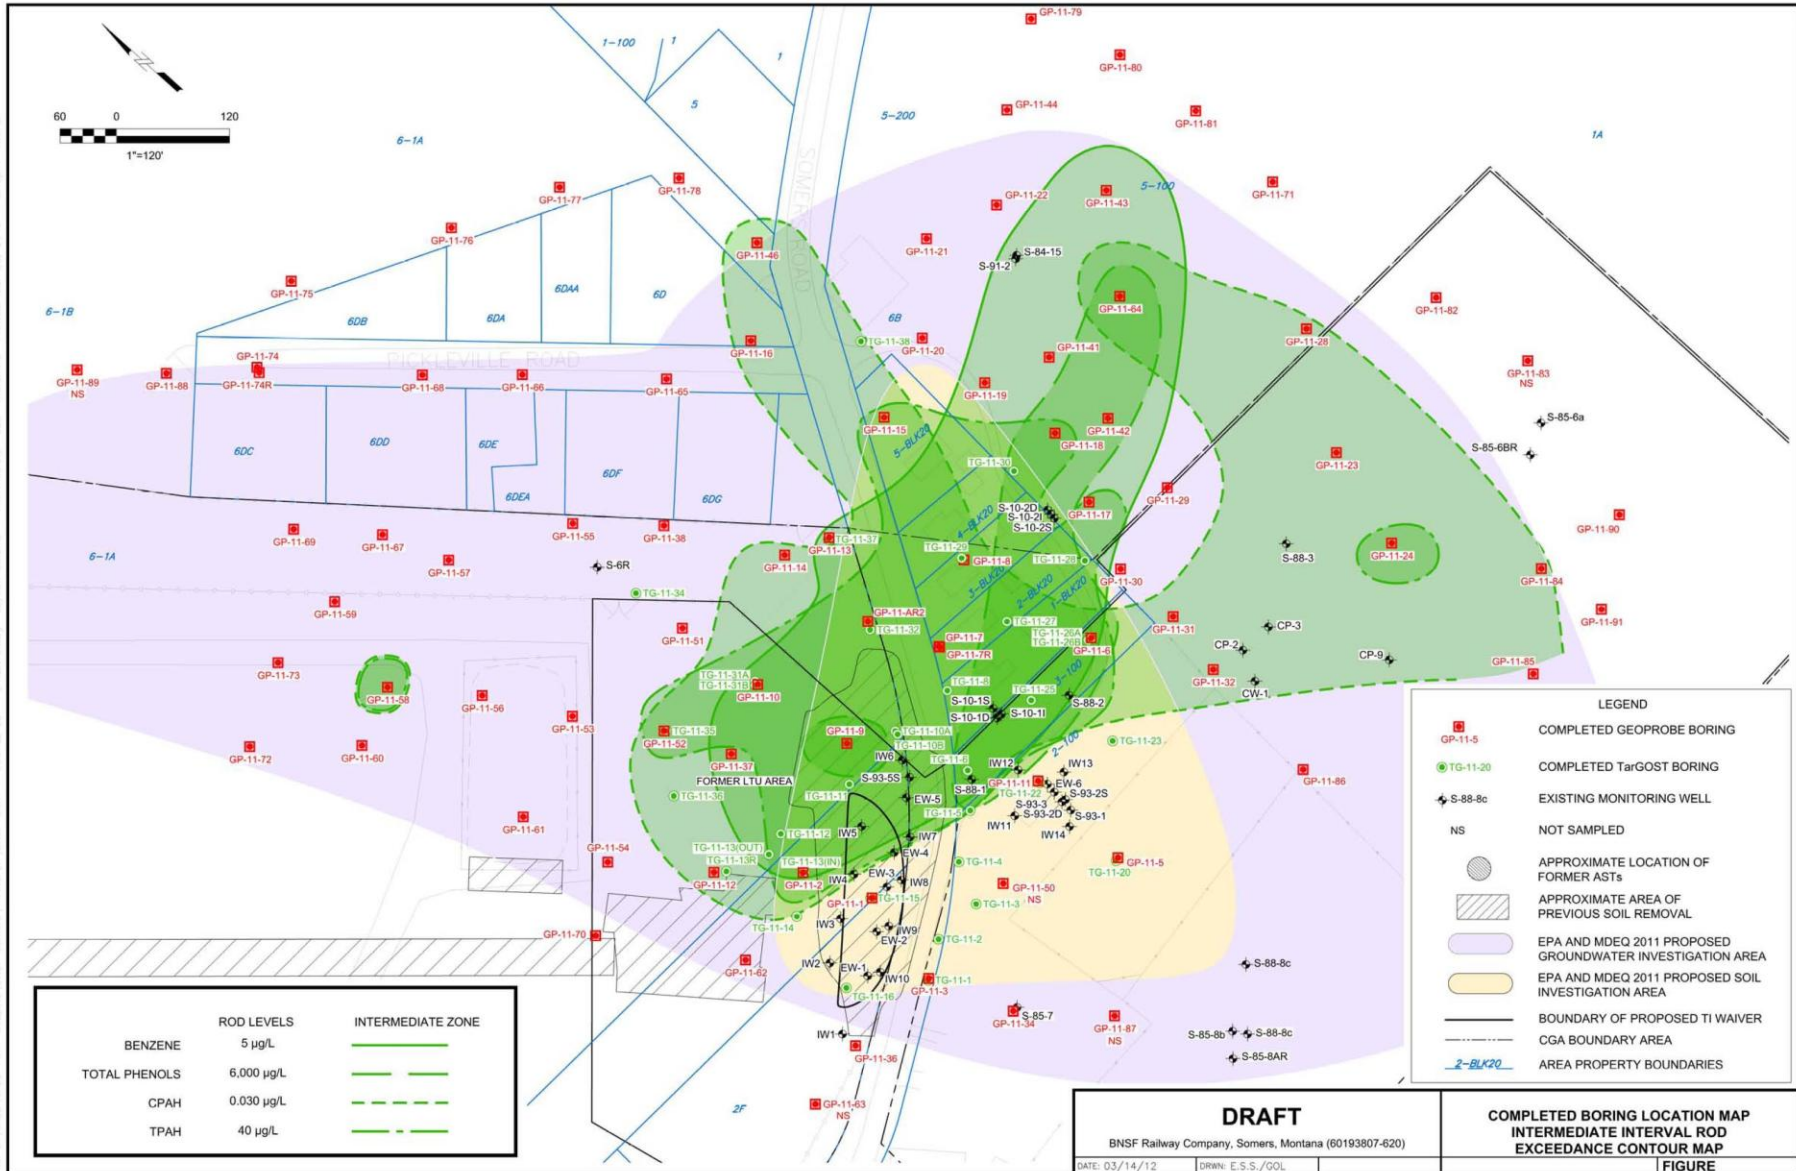 GP-11-79
GP-11-80
GP-11-44
GP-11-81
1-100
1
1
5
5-200
6-1A
1A
60 0 120
1"=120'
GP-11-77
GP-11-78
GP-11-76
GP-11-46
GP-11-22
GP-11-43
5-100
GP-11-71
GP-11-21
S-84-15
S-91-2
SOMERS ROAD
GP-11-75
6DAA
6D
6DA
6DB
6-1B
6B
GP-11-64
GP-11-82
GP-11-28
GP-11-16
TG-11-38
GP-11-20
GP-11-41
PICKLEVILLE ROAD
GP-11-74
GP-11-74R
GP-11-89
NS
GP-11-88
GP-11-68
GP-11-66
GP-11-65
GP-11-19
GP-11-83
NS
GP-11-15
GP-11-42
GP-11-18
S-85-6a
S-85-6BR
5-BLK20
6DC
6DD
6DE
6DF
6DEA
6DG
TG-11-30
GP-11-23
GP-11-29
GP-11-17
S-10-2D
S-10-2I
S-10-2S
4-BLK20
GP-11-90
6-1A
GP-11-69
GP-11-67
GP-11-55
GP-11-38
GP-11-13
TG-11-37
GP-11-14
GP-11-57
S-6R
TG-11-29
GP-11-8
TG-11-28
S-88-3
GP-11-24
GP-11-30
GP-11-84
3-BLK20
2-BLK20
1-BLK20
TG-11-34
GP-11-59
GP-11-51
GP-11-AR2
TG-11-32
TG-11-27
GP-11-31
GP-11-91
TG-11-26A
TG-11-26B
GP-11-6
GP-11-7
GP-11-7R
CP-3
CP-2
CP-9
GP-11-73
GP-11-58
GP-11-56
TG-11-31A
TG-11-31B
GP-11-10
TG-11-8
3-100
GP-11-32
CW-1
GP-11-85
TG-11-25
S-88-2
S-10-1S
S-10-1D
S-10-1I
GP-11-53
TG-11-35
GP-11-52
GP-11-9
TG-11-10A
TG-11-10B
2-100
TG-11-23
GP-11-72
GP-11-60
GP-11-37
IW6
FORMER LTU AREA
S-93-5S
TG-11-6
IW12
IW13
GP-11-11
EW-6
GP-11-86
TG-11-36
TG-11-11
S-88-1
TG-11-22
S-93-2S
EW-5
S-93-3
S-93-2D
S-93-1
TG-11-5
IW11
IW14
GP-11-61
IW5
IW7
TG-11-12
GP-11-54
TG-11-13(OUT)
TG-11-13R
TG-11-13(IN)
EW-4
TG-11-4
GP-11-5
TG-11-20
GP-11-12
GP-11-2
IW4
EW-3
IW8
GP-11-50
NS
GP-11-1
TG-11-15
TG-11-3
TG-11-14
IW3
IW9
EW-2
TG-11-2
GP-11-70
GP-11-62
IW2
EW-1
IW10
S-88-8c
TG-11-1
GP-11-3
TG-11-16
S-85-7
GP-11-34
GP-11-87
NS
IW1
S-85-8b
S-88-8c
S-85-8AR
GP-11-36
GP-11-63
NS
2F
LEGEND
GP-11-5 COMPLETED GEOPROBE BORING
TG-11-20 COMPLETED TarGOST BORING
S-88-8c EXISTING MONITORING WELL
NS NOT SAMPLED
APPROXIMATE LOCATION OF
FORMER ASTs
APPROXIMATE AREA OF
PREVIOUS SOIL REMOVAL
EPA AND MDEQ 2011 PROPOSED
GROUNDWATER INVESTIGATION AREA
EPA AND MDEQ 2011 PROPOSED SOIL
INVESTIGATION AREA
BOUNDARY OF PROPOSED TI WAIVER
CGA BOUNDARY AREA
2-BLK20 AREA PROPERTY BOUNDARIES
ROD LEVELS INTERMEDIATE ZONE
BENZENE 5 µg/L
TOTAL PHENOLS 6,000 µg/L
CPAH 0.030 µg/L
TPAH 40 µg/L
DRAFT
BNSF Railway Company, Somers, Montana (60193807-620)
DATE: 03/14/12 DRWN: E.S.S./GOL
COMPLETED BORING LOCATION MAP
INTERMEDIATE INTERVAL ROD
EXCEEDANCE CONTOUR MAP
FIGURE